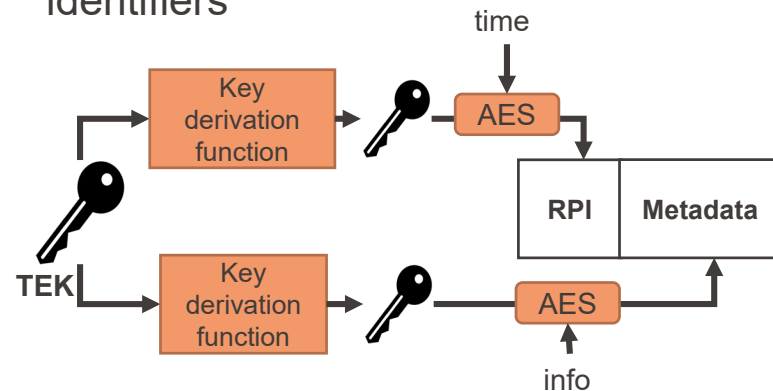 identifiers
time
Key
derivation
function
AES
RPI
Metadata
TEK
Key
derivation
function
AES
info